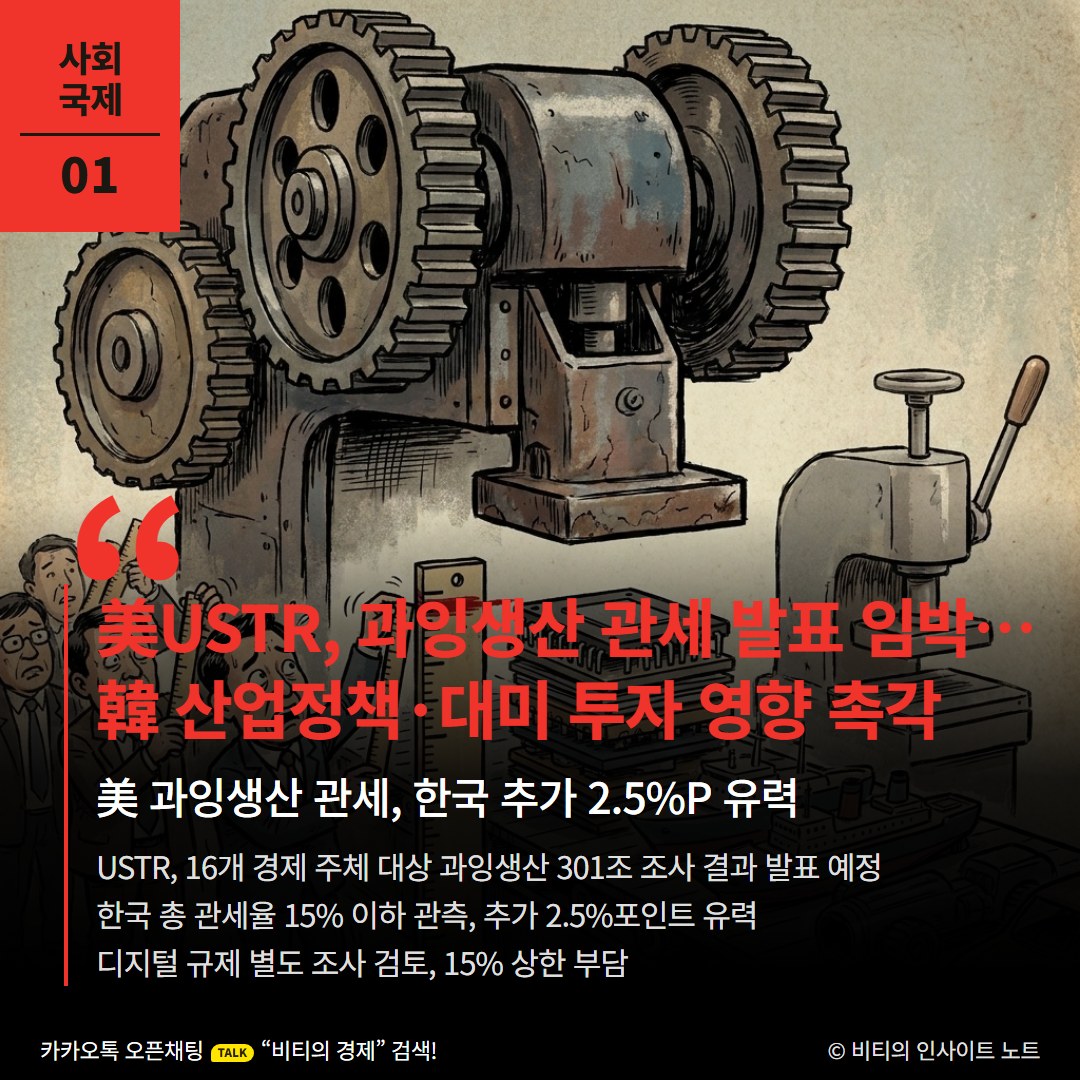 사회
국제
01
“
美USTR, 과잉생산 관세 발표 임박…
韓 산업정책·대미 투자 영향 촉각
美 과잉생산 관세, 한국 추가 2.5%P 유력
USTR, 16개 경제 주체 대상 과잉생산 301조 조사 결과 발표 예정
한국 총 관세율 15% 이하 관측, 추가 2.5%포인트 유력
디지털 규제 별도 조사 검토, 15% 상한 부담
카카오톡 오픈채팅 TALK “비티의 경제” 검색!
© 비티의 인사이트 노트